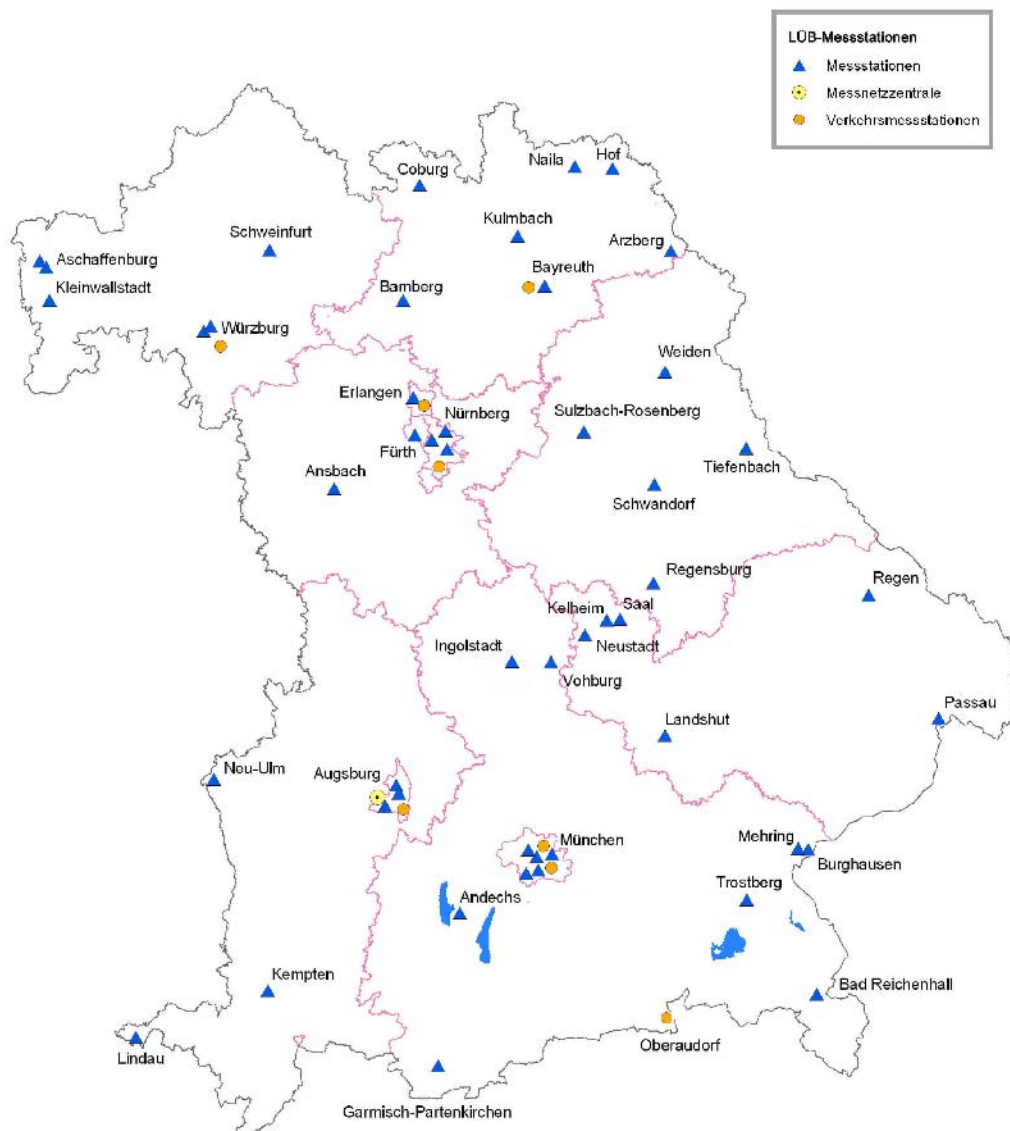 LÜB-Messstationen
Messstationen
Messnetzzentrale
Verkehrsmessstationen
Naila
Hof
Coburg
Kulmbach
Schweinfurt
Arzberg
Aschaffenburg
Bayreuth
Kleinwallstadt
Bamberg
Würzburg
Weiden
Erlangen
Nürnberg
Sulzbach-Rosenberg
Fürth
Ansbach
Tiefenbach
Schwandorf
Regensburg
Regen
Kelheim
Saal
Ingolstadt
Neustadt
Vohburg
Passau
Landshut
Neu-Ulm
Augsburg
München
Mehring
Burghausen
Trostberg
Andechs
Kempten
Bad Reichenhall
Oberaudorf
Lindau
Garmisch-Partenkirchen